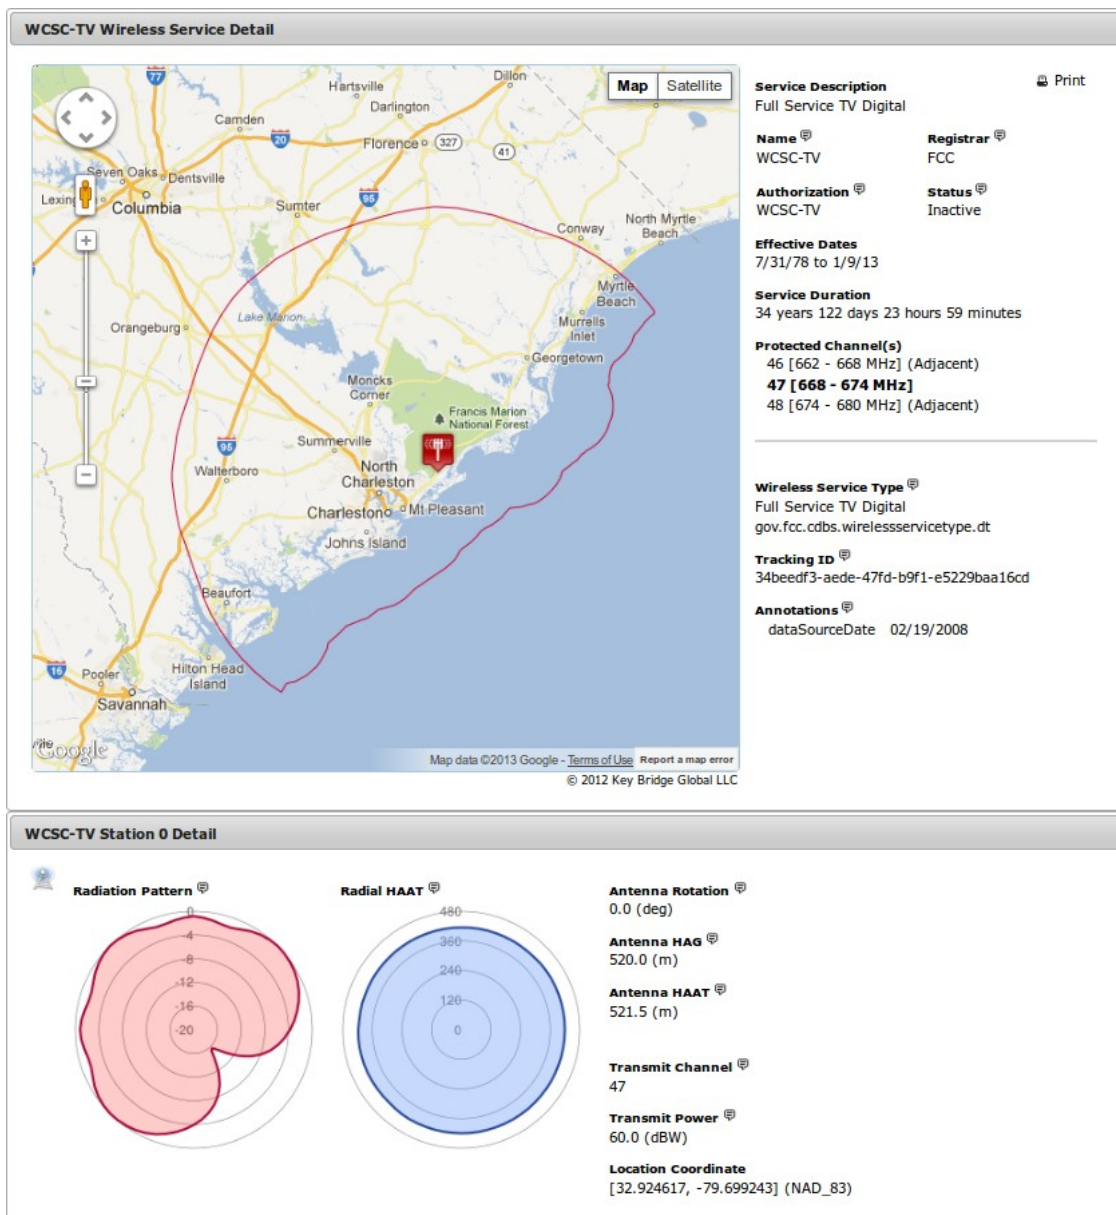 WCSC-TV Wireless Service Detail
Map Satellite
77
Hartsville
Dillon
Darlington
Camden
20
Florence
327
41
Seven Oaks
Dentsville
95
Columbia
Sumter
North Myrtle
Beach
Conway
Myrtle
Beach
Lake Marion
Orangeburg
Murrells
Inlet
Georgetown
Moncks
Corner
Francis Marion
National Forest
95
Summerville
Walterboro
North
Charleston
Charleston
Mt Pleasant
Johns Island
Beaufort
16
Pooler
Hilton Head
Island
Savannah
Google
Map data ©2013 Google - Terms of Use Report a map error
© 2012 Key Bridge Global LLC
Print
Service Description
Full Service TV Digital
Name Registrar
WCSC-TV FCC
Authorization Status
WCSC-TV Inactive
Effective Dates
7/31/78 to 1/9/13
Service Duration
34 years 122 days 23 hours 59 minutes
Protected Channel(s)
46 [662 - 668 MHz] (Adjacent)
47 [668 - 674 MHz]
48 [674 - 680 MHz] (Adjacent)
Wireless Service Type
Full Service TV Digital
gov.fcc.cdbs.wirelessservicetype.dt
Tracking ID
34beedf3-aede-47fd-b9f1-e5229baa16cd
Annotations
dataSourceDate 02/19/2008
WCSC-TV Station 0 Detail
Radiation Pattern
0
-4
-8
-12
-16
-20
Radial HAAT
480
360
240
120
0
Antenna Rotation
0.0 (deg)
Antenna HAG
520.0 (m)
Antenna HAAT
521.5 (m)
Transmit Channel
47
Transmit Power
60.0 (dBW)
Location Coordinate
[32.924617, -79.699243] (NAD_83)